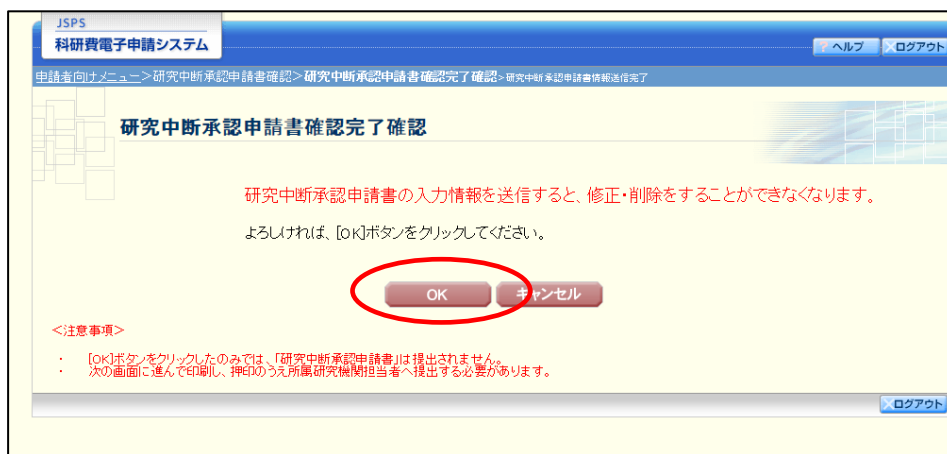 JSPS
科研費電子申請システム
? ヘルプ
×ログアウト
申請者向けメニュー>研究中断承認申請書確認>研究中断承認申請書確認完了確認>研究中断承認申請書情報送信完了
研究中断承認申請書確認完了確認
研究中断承認申請書の入力情報を送信すると、修正・削除をすることができなくなります。
よろしければ、[OK]ボタンをクリックしてください。
OK
キャンセル
<注意事項>
・ [OK]ボタンをクリックしたのみでは、「研究中断承認申請書」は提出されません。
・ 次の画面に進んで印刷し、押印のうえ所属研究機関担当者へ提出する必要があります。
×ログアウト